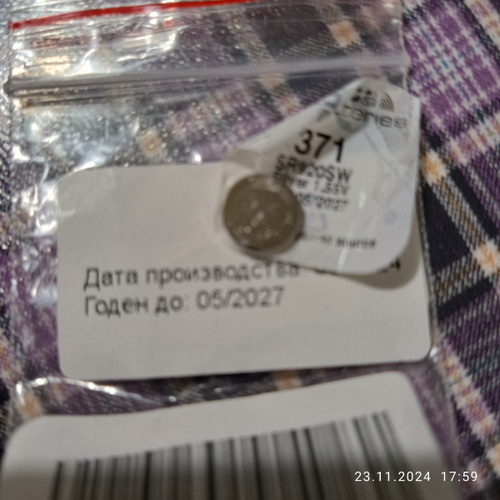 371
SR920SW
1.55V
05/2027
Дата производства:
Годен до: 05/2027
23.11.2024 17:59